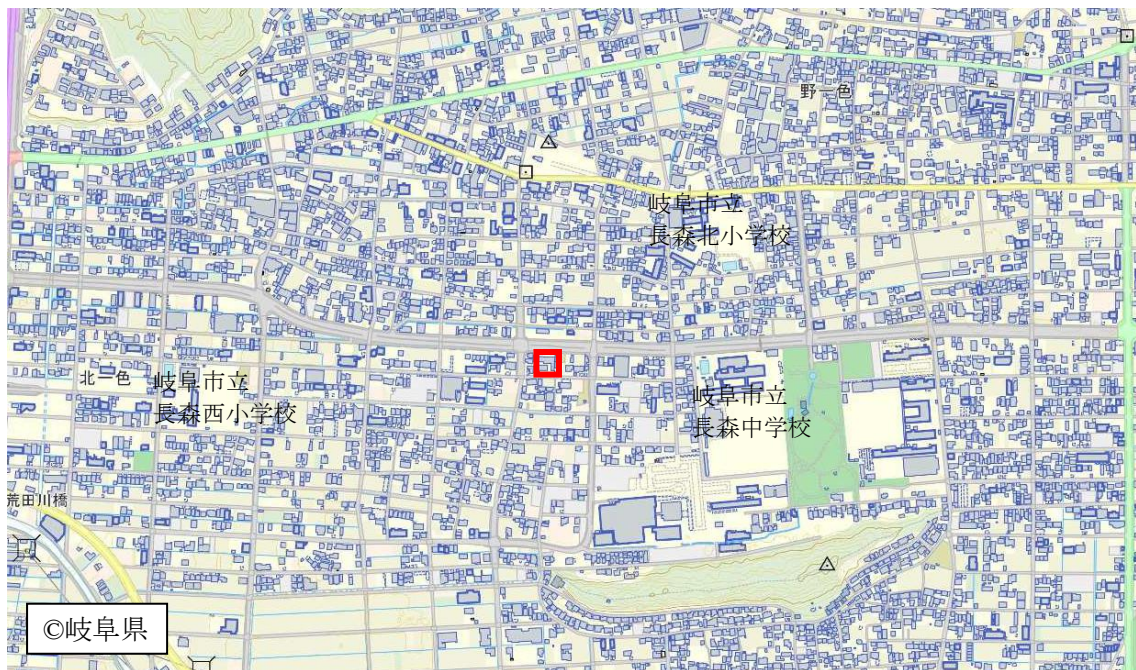 野一色
岐阜市立
長森北小学校
北一色
岐阜市立
長森西小学校
岐阜市立
長森中学校
荒田川橋
©岐阜県